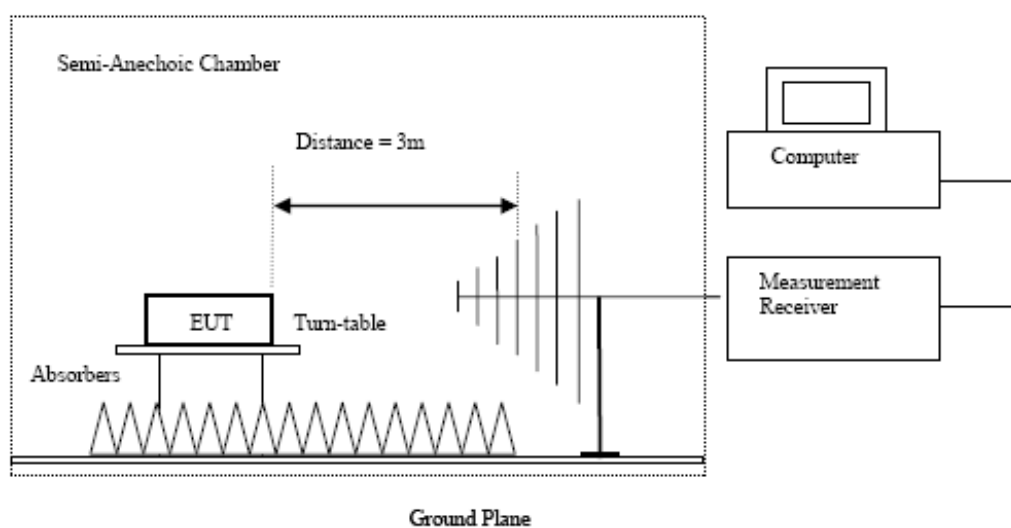 Semi-Anechoic Chamber
Distance = 3m
Computer
Measurement
Receiver
EUT
Turn-table
Absorbers
Ground Plane